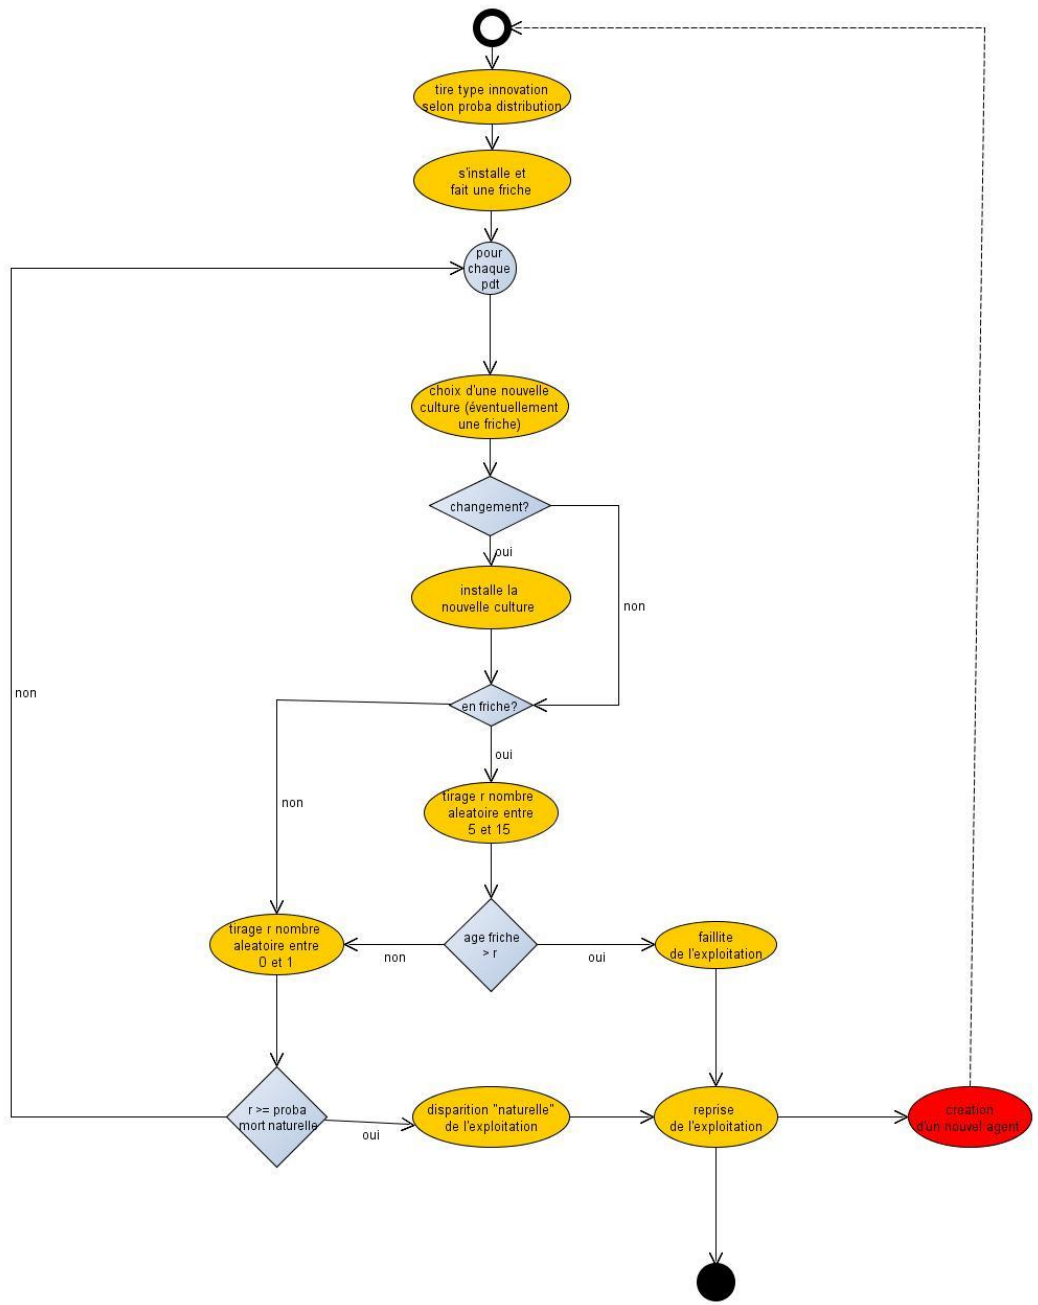 tire type innovation
selon proba distribution
s'installe et
fait une friche
pour
chaque
pdt
choix d'une nouvelle
culture (éventuellement
une friche)
changement?
oui
installe la
nouvelle culture
non
non
en friche?
oui
non
tirage r nombre
aleatoire entre
5 et 15
tirage r nombre
aleatoire entre
0 et 1
non
age friche
> r
oui
faillite
de l'exploitation
r >= proba
mort naturelle
oui
disparition "naturelle"
de l'exploitation
reprise
de l'exploitation
creation
d'un nouvel agent